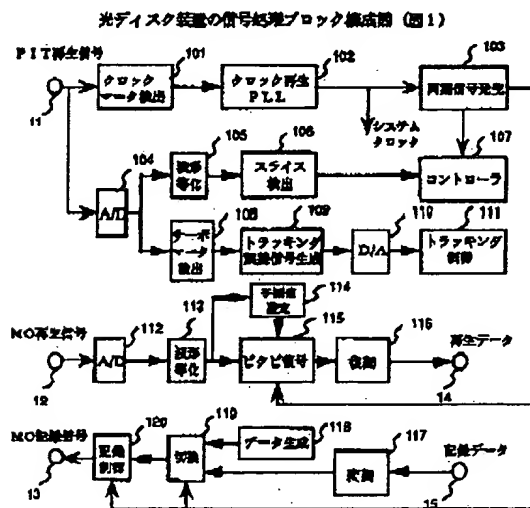 光ディスク装置の信号処理ブロック構成図(図1)
PIT再生信号
11
101
クロック
マーク検出
102
クロック再生
PLL
103
同期信号発生
システム
クロック
104
A/D
105
波形
等化
106
スライス
検出
107
コントローラ
108
サーボ
マーク
検出
109
トラッキング
誤差信号生成
110
D/A
111
トラッキング
制御
MO再生信号
12
112
A/D
113
波形
等化
114
115
ビタビ復号
116
復調
再生データ
14
MO記録信号
13
120
記録
制御
119
切換
118
データ生成
117
変調
記録データ
15